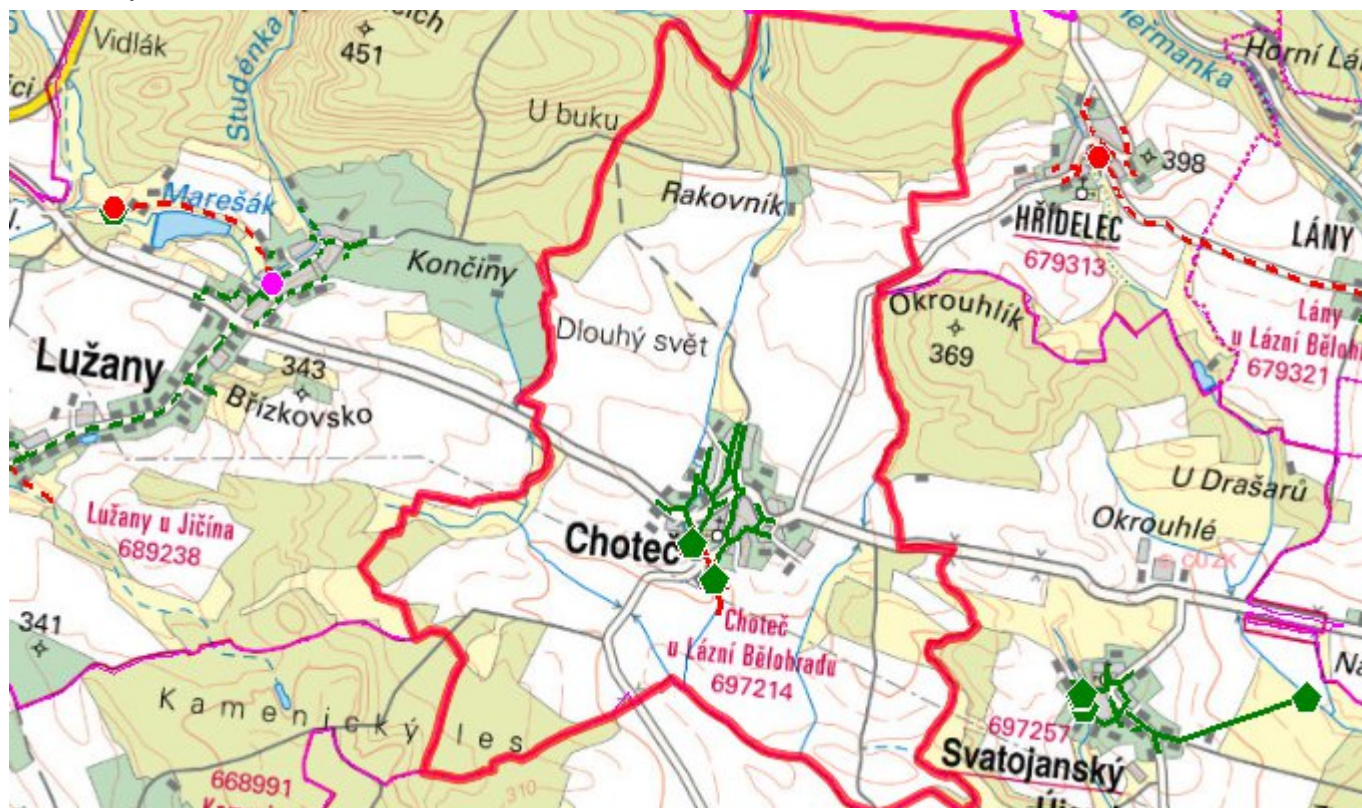 Vidlák
451
Studénka
U buku
Horní Lá
398
Marešák
Rakovník
HŘÍDELEC
679313
LÁNY
Končiny
Okrouhlík
369
Lány
u Lázní Běloh
679321
Dlouhý svět
Lužany
343
Břízkovsko
U Drašarů
Okrouhlé
Lužany u Jičína
689238
Choteč
© ČÚZK
341
Choteč
u Lázní Bělohradu
697214
Kamenický les
697257
Svatojanský
668991
310